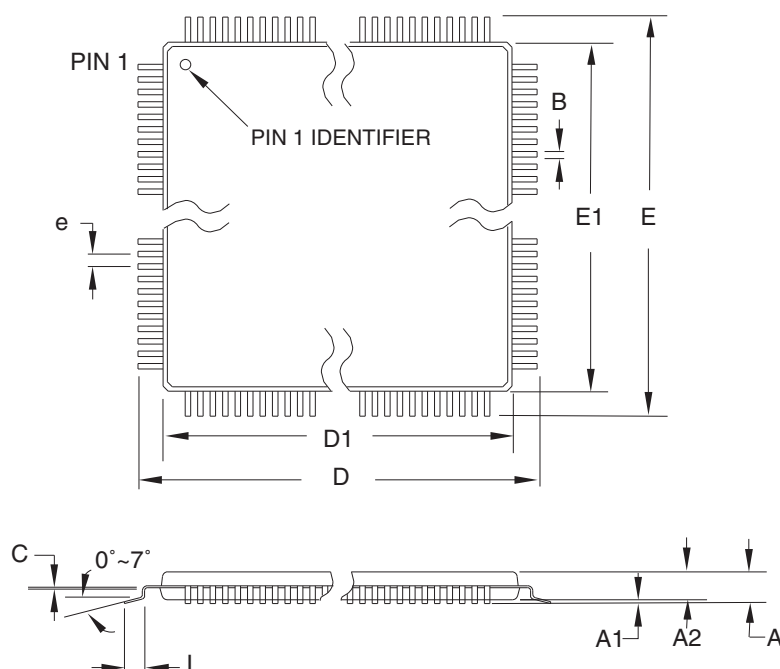 PIN 1
B
PIN 1 IDENTIFIER
e
E1
E
D1
D
C
0°~7°
A1
A2
A
L